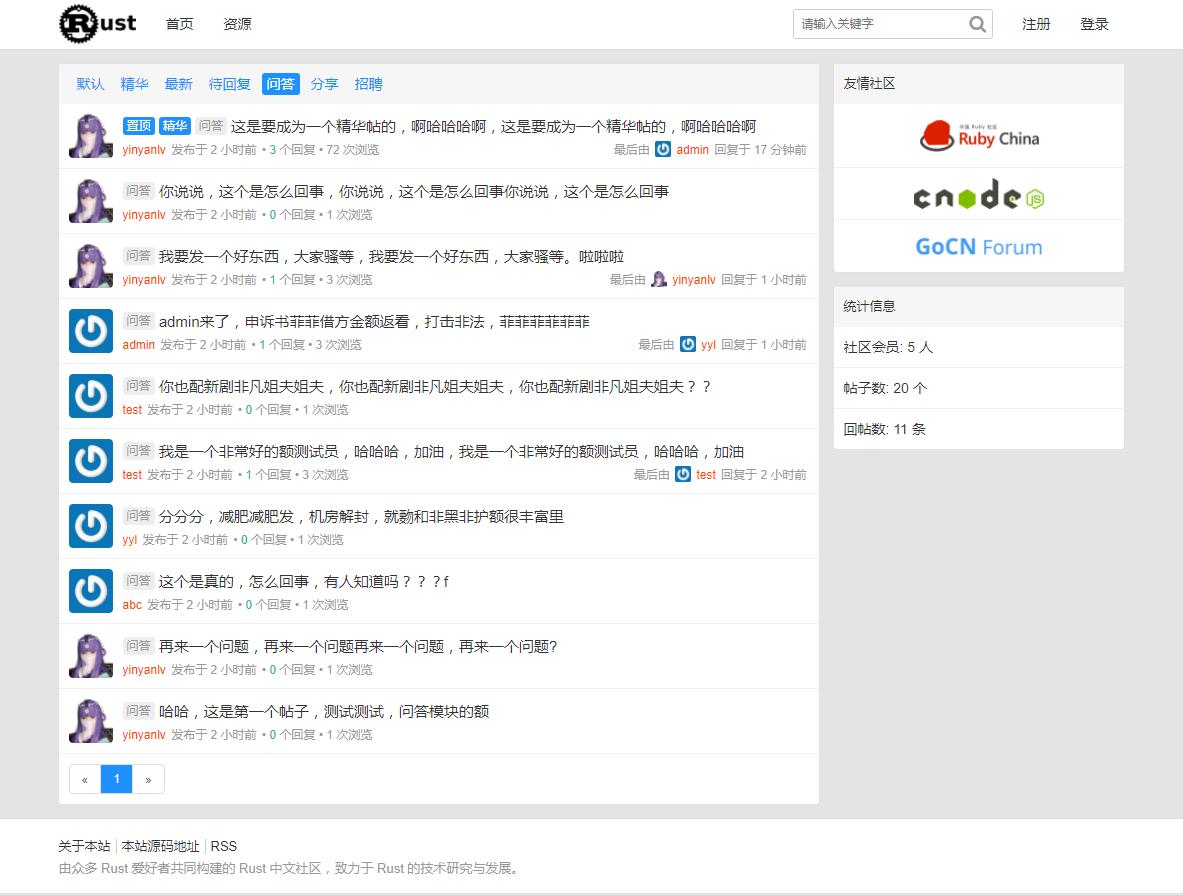 Rust 首页 资源 请输入关键字 注册 登录
默认 精华 最新 待回复 问答 分享 招聘
置顶 精华 问答 这是要成为一个精华帖的，啊哈哈哈啊，这是要成为一个精华帖的，啊哈哈哈啊
yinyanlv 发布于 2 小时前 • 3 个回复 • 72 次浏览 最后由 admin 回复于 17 分钟前
问答 你说说，这个是怎么回事，你说说，这个是怎么回事你说说，这个是怎么回事
yinyanlv 发布于 2 小时前 • 0 个回复 • 1 次浏览
问答 我要发一个好东西，大家骚等，我要发一个好东西，大家骚等。啦啦啦
yinyanlv 发布于 2 小时前 • 1 个回复 • 3 次浏览 最后由 yinyanlv 回复于 1 小时前
问答 admin来了，申诉书菲菲借方金额返看，打击非法，菲菲菲菲菲菲
admin 发布于 2 小时前 • 1 个回复 • 3 次浏览 最后由 yyl 回复于 1 小时前
问答 你也配新剧非凡姐夫姐夫，你也配新剧非凡姐夫姐夫，你也配新剧非凡姐夫姐夫？？
test 发布于 2 小时前 • 0 个回复 • 1 次浏览
问答 我是一个非常好的额测试员，哈哈哈，加油，我是一个非常好的额测试员，哈哈哈，加油
test 发布于 2 小时前 • 1 个回复 • 3 次浏览 最后由 test 回复于 2 小时前
问答 分分分，减肥减肥发，机房解封，就勠和非黑非护额很丰富里
yyl 发布于 2 小时前 • 0 个回复 • 1 次浏览
问答 这个是真的，怎么回事，有人知道吗？？？f
abc 发布于 2 小时前 • 0 个回复 • 1 次浏览
问答 再来一个问题，再来一个问题再来一个问题，再来一个问题?
yinyanlv 发布于 2 小时前 • 0 个回复 • 1 次浏览
问答 哈哈，这是第一个帖子，测试测试，问答模块的额
yinyanlv 发布于 2 小时前 • 0 个回复 • 1 次浏览
« 1 »
友情社区
中国 Ruby 社区
Ruby China
cnode JS
GoCN Forum
统计信息
社区会员: 5 人
帖子数: 20 个
回帖数: 11 条
关于本站 本站源码地址 RSS
由众多 Rust 爱好者共同构建的 Rust 中文社区，致力于 Rust 的技术研究与发展。